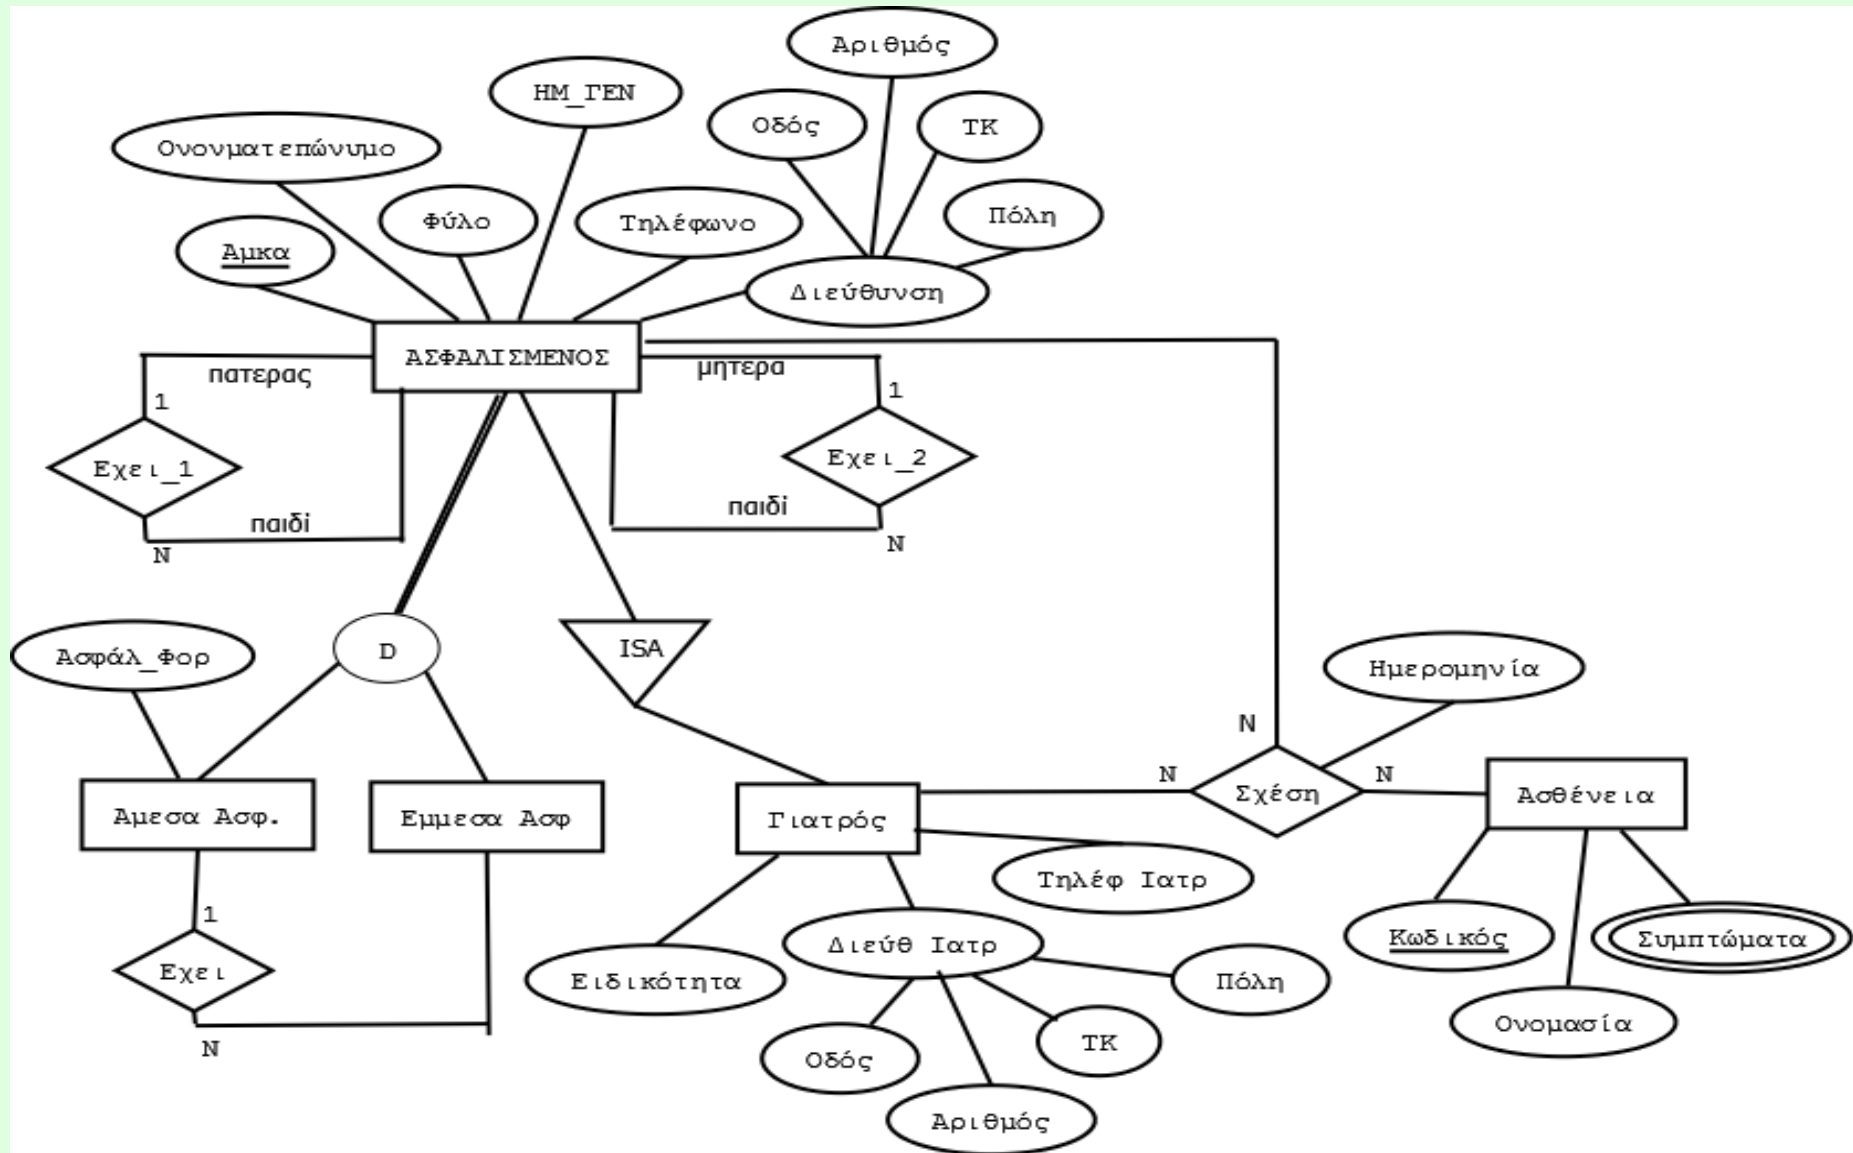 Αριθμός
ΗΜ_ΓΕΝ
Οδός
ΤΚ
Ονονματεπώνυμο
Φύλο
Τηλέφωνο
Πόλη
Αμκα
Διεύθυνση
ΑΣΦΑΛΙΣΜΕΝΟΣ
πατερας
μητερα
1
1
Εχει_1
Εχει_2
παιδί
παιδί
Ν
Ν
Ασφάλ_Φορ
D
ISA
Ημερομηνία
Ν
Ν
Ν
Σχέση
Ασθένεια
Άμεσα Ασφ.
Εμμεσα Ασφ
Γιατρός
Τηλέφ Ιατρ
1
Διεύθ Ιατρ
Κωδικός
Συμπτώματα
Εχει
Ειδικότητα
Πόλη
Ονομασία
Ν
Οδός
ΤΚ
Αριθμός